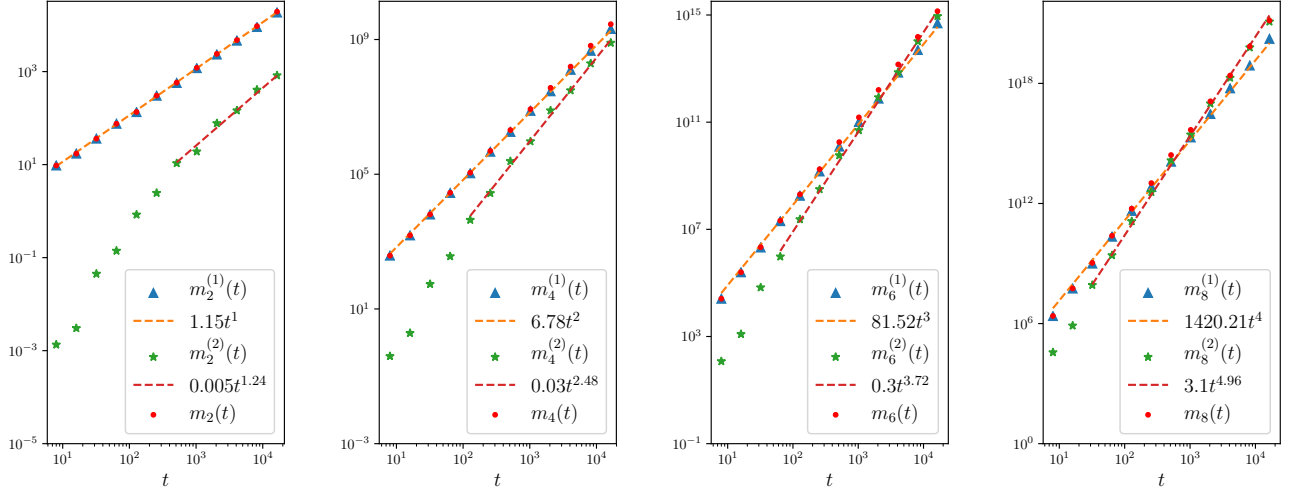 10^3
10^1
10^{-1}
10^{-3}
10^{-5}
10^1 10^2 10^3 10^4
t
m_2^{(1)}(t)
1.15t^1
m_2^{(2)}(t)
0.005t^{1.24}
m_2(t)
10^9
10^5
10^1
10^{-3}
10^1 10^2 10^3 10^4
t
m_4^{(1)}(t)
6.78t^2
m_4^{(2)}(t)
0.03t^{2.48}
m_4(t)
10^{15}
10^{11}
10^7
10^3
10^{-1}
10^1 10^2 10^3 10^4
t
m_6^{(1)}(t)
81.52t^3
m_6^{(2)}(t)
0.3t^{3.72}
m_6(t)
10^{18}
10^{12}
10^6
10^0
10^1 10^2 10^3 10^4
t
m_8^{(1)}(t)
1420.21t^4
m_8^{(2)}(t)
3.1t^{4.96}
m_8(t)